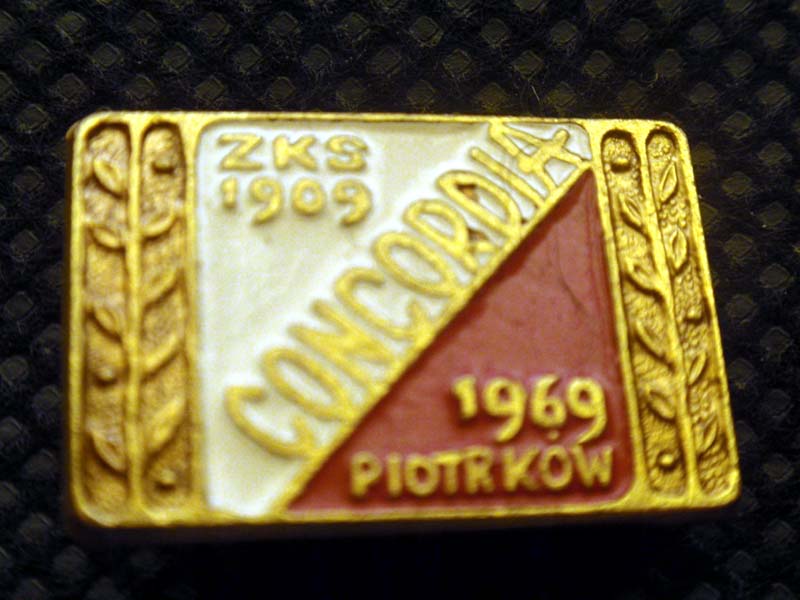 ZKS
1909
CONCORDIA
1969
PIOTRKÓW